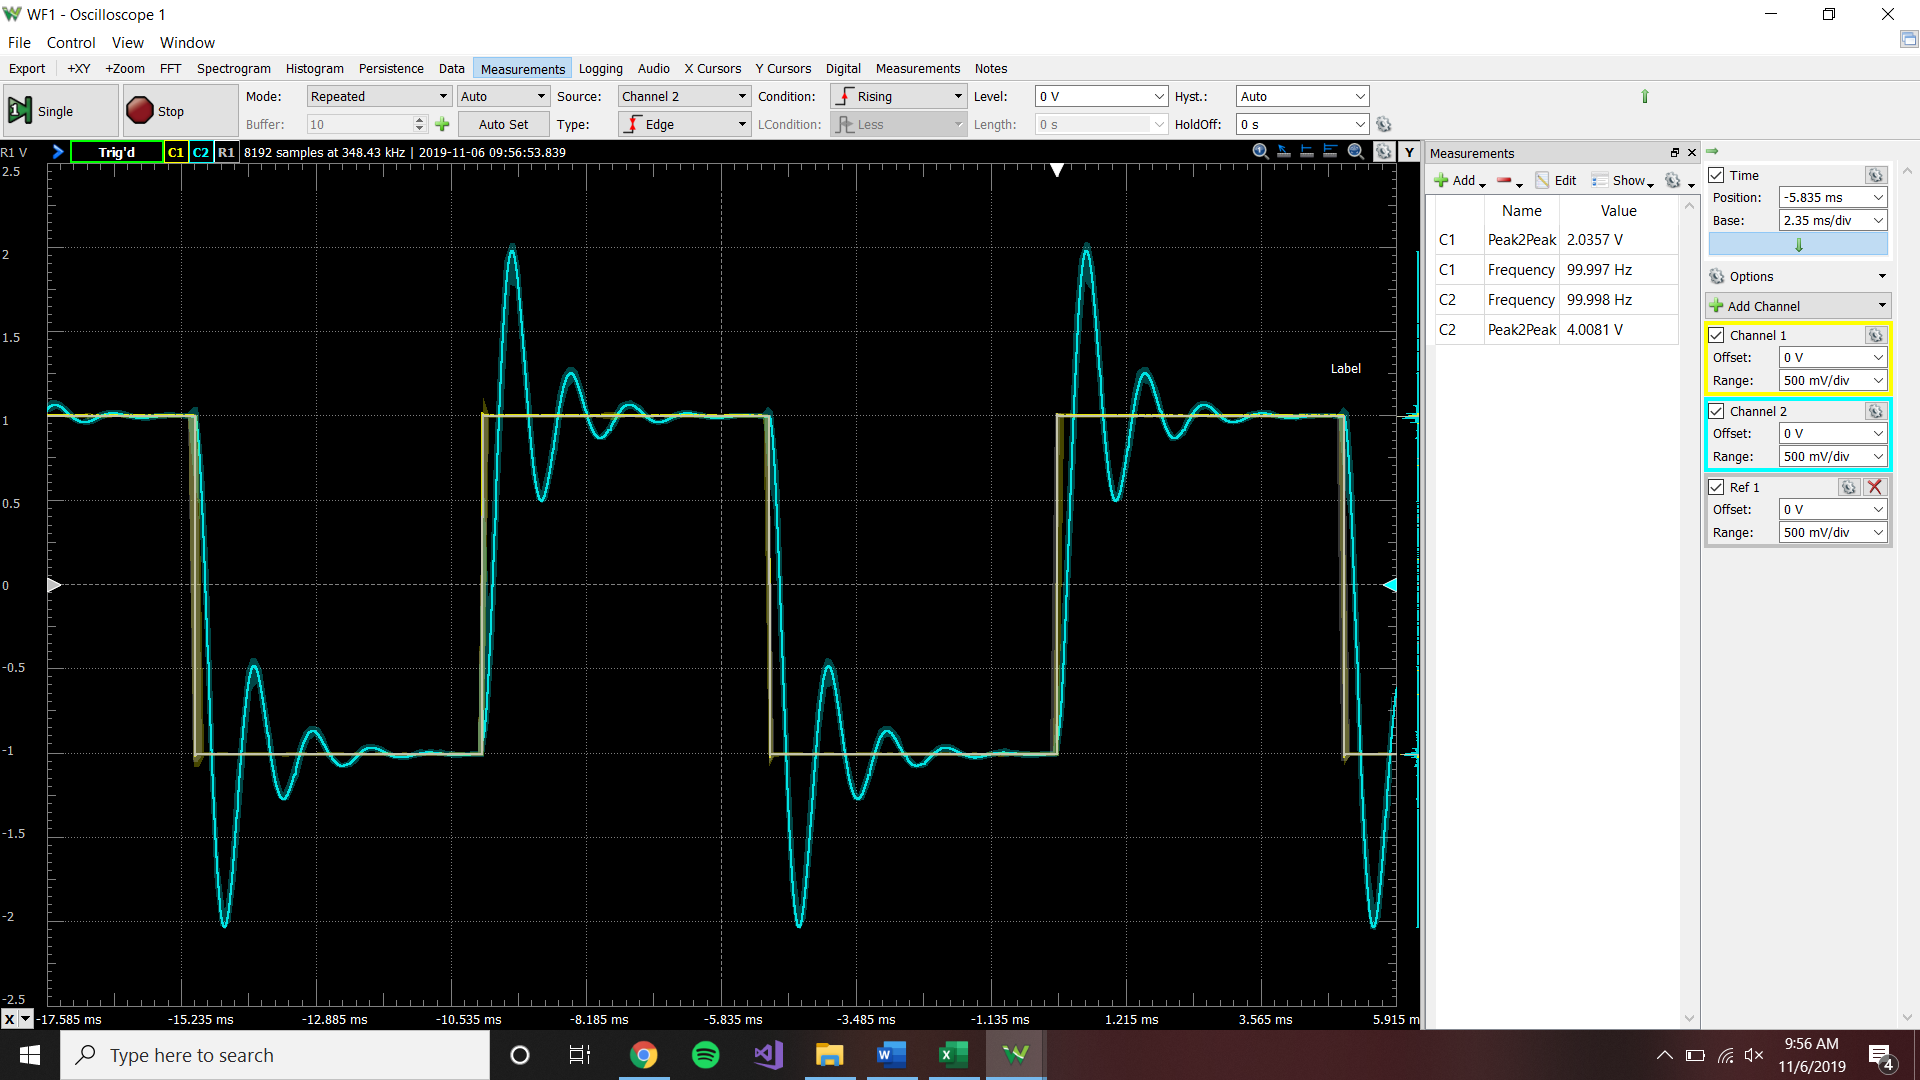 WF1 - Oscilloscope 1
File Control View Window
Export +XY +Zoom FFT Spectrogram Histogram Persistence Data Measurements Logging Audio X Cursors Y Cursors Digital Measurements Notes
Single Stop Mode: Repeated Auto Source: Channel 2 Condition: Rising Level: 0 V Hyst.: Auto
Buffer: 10 Auto Set Type: Edge LCondition: Less Length: 0 s HoldOff: 0 s
R1 V Trig'd C1 C2 R1 8192 samples at 348.43 kHz | 2019-11-06 09:56:53.839 Y
2.5
2
1.5
1
0.5
0
-0.5
-1
-1.5
-2
-2.5
Label
X -17.585 ms -15.235 ms -12.885 ms -10.535 ms -8.185 ms -5.835 ms -3.485 ms -1.135 ms 1.215 ms 3.565 ms 5.915 m
Measurements
Add Edit Show
Name Value
C1 Peak2Peak 2.0357 V
C1 Frequency 99.997 Hz
C2 Frequency 99.998 Hz
C2 Peak2Peak 4.0081 V
Time
Position: -5.835 ms
Base: 2.35 ms/div
Options
Add Channel
Channel 1
Offset: 0 V
Range: 500 mV/div
Channel 2
Offset: 0 V
Range: 500 mV/div
Ref 1
Offset: 0 V
Range: 500 mV/div
Type here to search
9:56 AM
11/6/2019
4